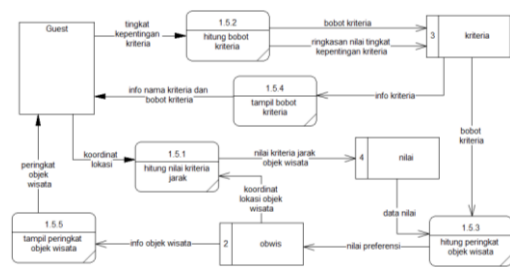 Guest
tingkat
kepentingan
kriteria
1.5.2
hitung bobot
kriteria
bobot kriteria
ringkasan nilai tingkat
kepentingan kriteria
3
kriteria
info nama kriteria dan
bobot kriteria
1.5.4
tampil bobot
kriteria
info kriteria
bobot
kriteria
peringkat
objek
wisata
koordinat
lokasi
1.5.1
hitung nilai kriteria
jarak
nilai kriteria jarak
objek wisata
4
nilai
koordinat
lokasi objek
wisata
data nilai
1.5.5
tampil peringkat
objek wisata
info objek wisata
2
obwis
nilai preferensi
1.5.3
hitung peringkat
objek wisata